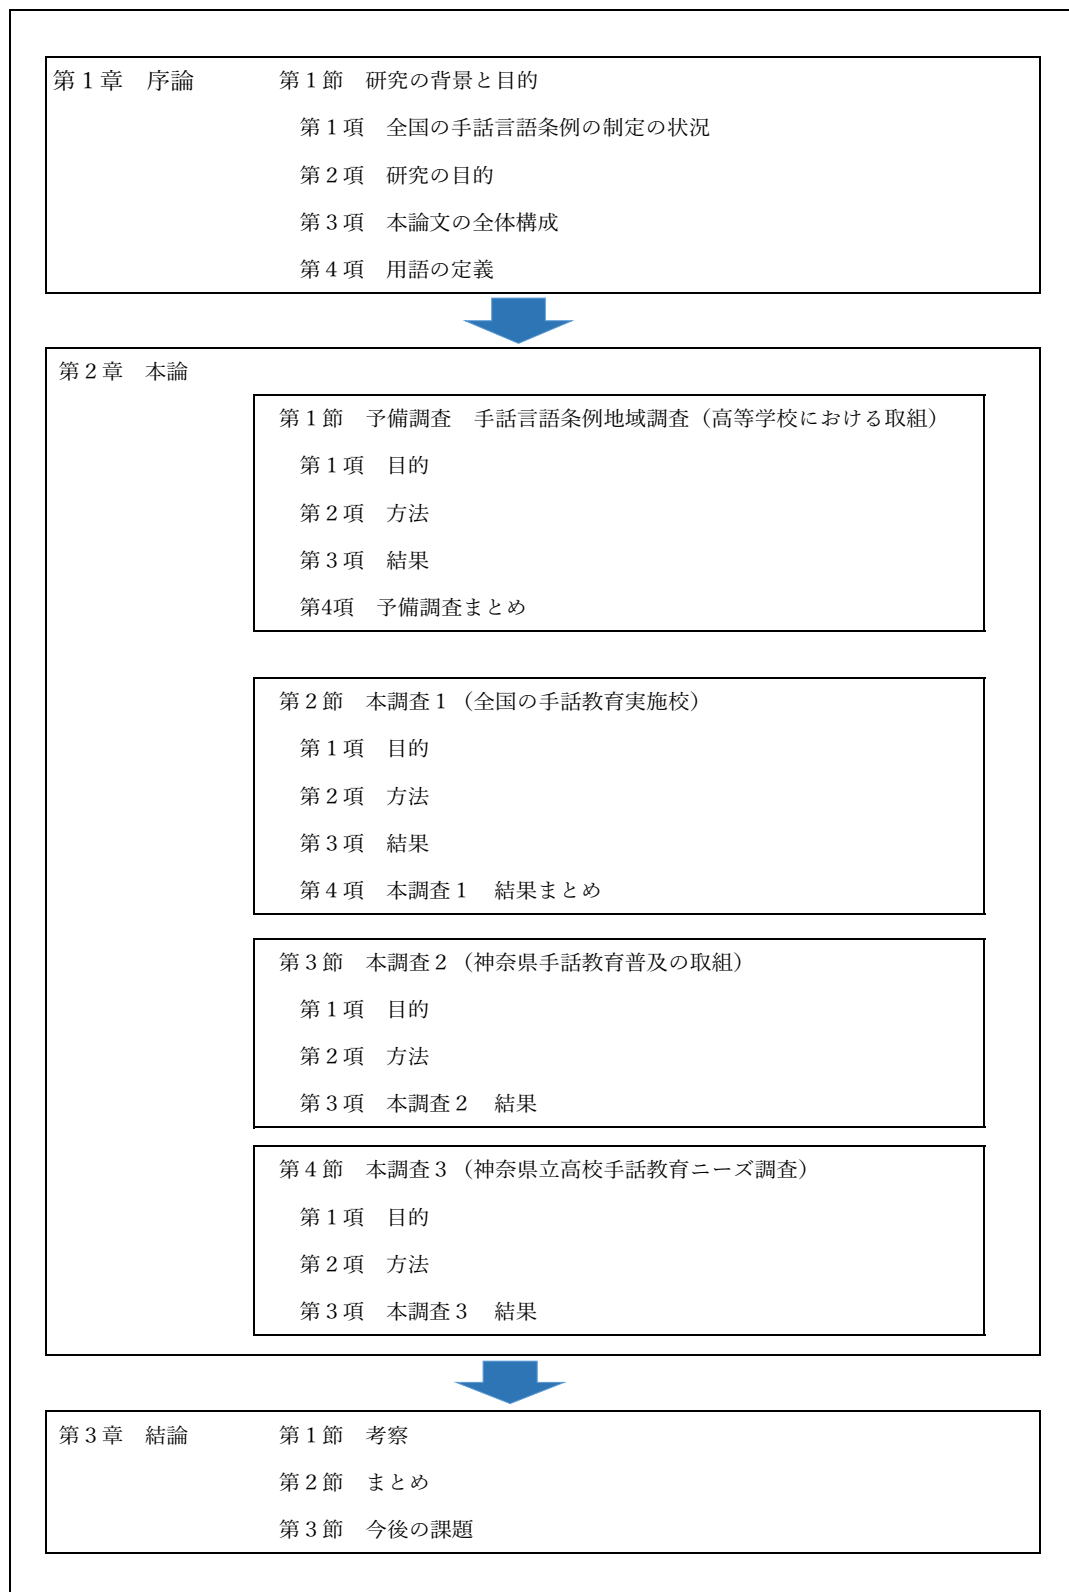 第１章　序論　第１節　研究の背景と目的
第１項　全国の手話言語条例の制定の状況
第２項　研究の目的
第３項　本論文の全体構成
第４項　用語の定義
第２章　本論
第１節　予備調査　手話言語条例地域調査（高等学校における取組）
第１項　目的
第２項　方法
第３項　結果
第4項　予備調査まとめ
第２節　本調査１（全国の手話教育実施校）
第１項　目的
第２項　方法
第３項　結果
第４項　本調査１　結果まとめ
第３節　本調査２（神奈県手話教育普及の取組）
第１項　目的
第２項　方法
第３項　本調査２　結果
第４節　本調査３（神奈県立高校手話教育ニーズ調査）
第１項　目的
第２項　方法
第３項　本調査３　結果
第３章　結論　第１節　考察
第２節　まとめ
第３節　今後の課題